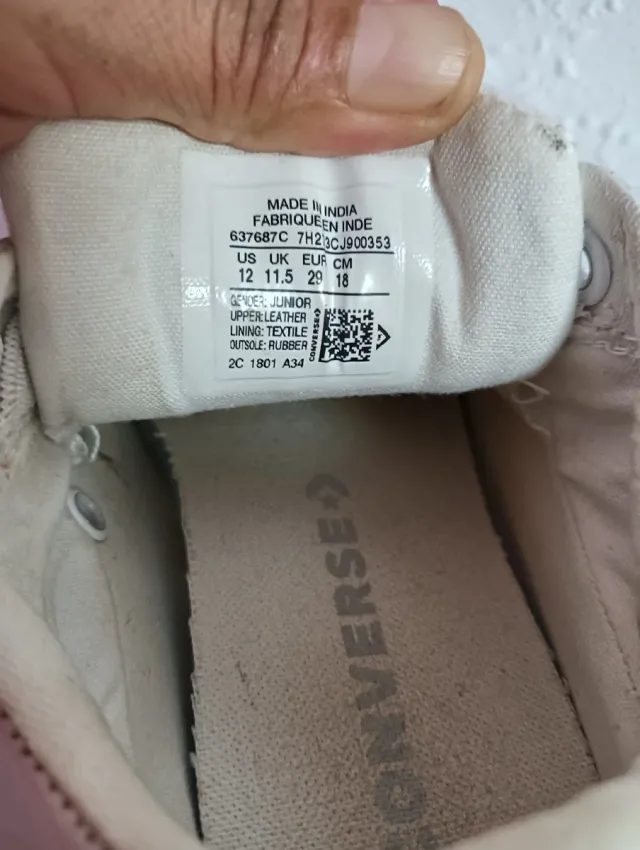 MADE IN INDIA
FABRIQUE EN INDE
637687C 7H2 3CJ900353
US UK EUR CM
12 11.5 29 18
GENDER: JUNIOR
UPPER: LEATHER
LINING: TEXTILE
OUTSOLE: RUBBER
CONVERSE
2C 1801 A34
CONVERSE